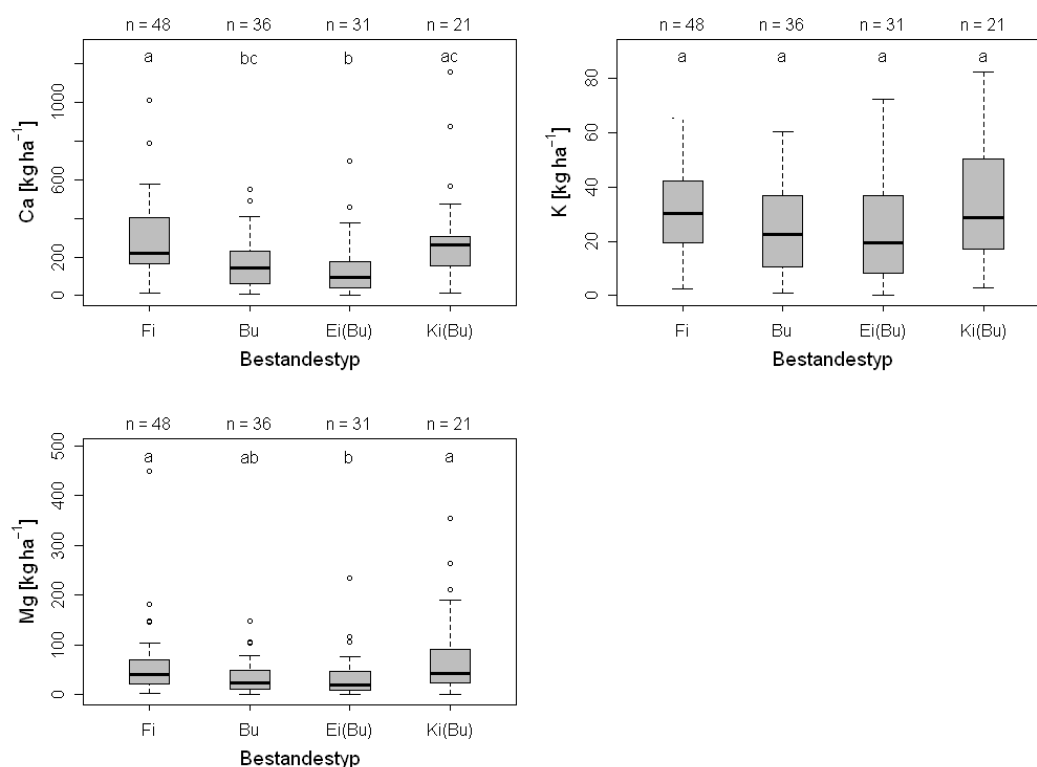 n = 48 n = 36 n = 31 n = 21
a bc b ac
Ca [kg ha⁻¹]
1000
600
200
0
Fi Bu Ei(Bu) Ki(Bu)
Bestandestyp
n = 48 n = 36 n = 31 n = 21
a a a a
K [kg ha⁻¹]
80
60
40
20
0
Fi Bu Ei(Bu) Ki(Bu)
Bestandestyp
n = 48 n = 36 n = 31 n = 21
a ab b a
Mg [kg ha⁻¹]
500
400
300
200
100
0
Fi Bu Ei(Bu) Ki(Bu)
Bestandestyp